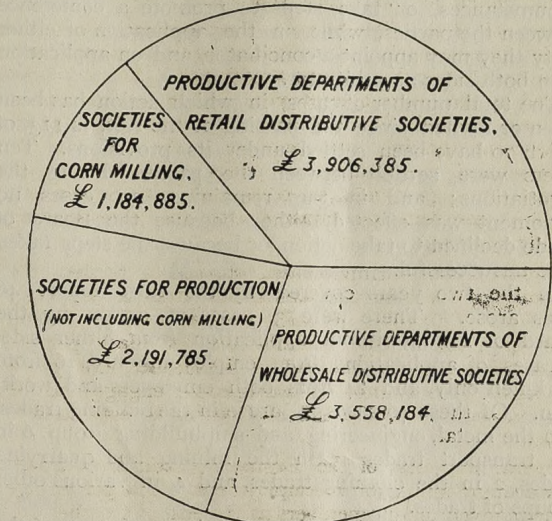 PRODUCTIVE DEPARTMENTS OF
RETAIL DISTRIBUTIVE SOCIETIES,
£ 3,906,385.
SOCIETIES
FOR
CORN MILLING,
£ 1,184,885.
SOCIETIES FOR PRODUCTION
(NOT INCLUDING CORN MILLING)
£ 2,191,785.
PRODUCTIVE DEPARTMENTS OF
WHOLESALE DISTRIBUTIVE SOCIETIES
£ 3,558,184.